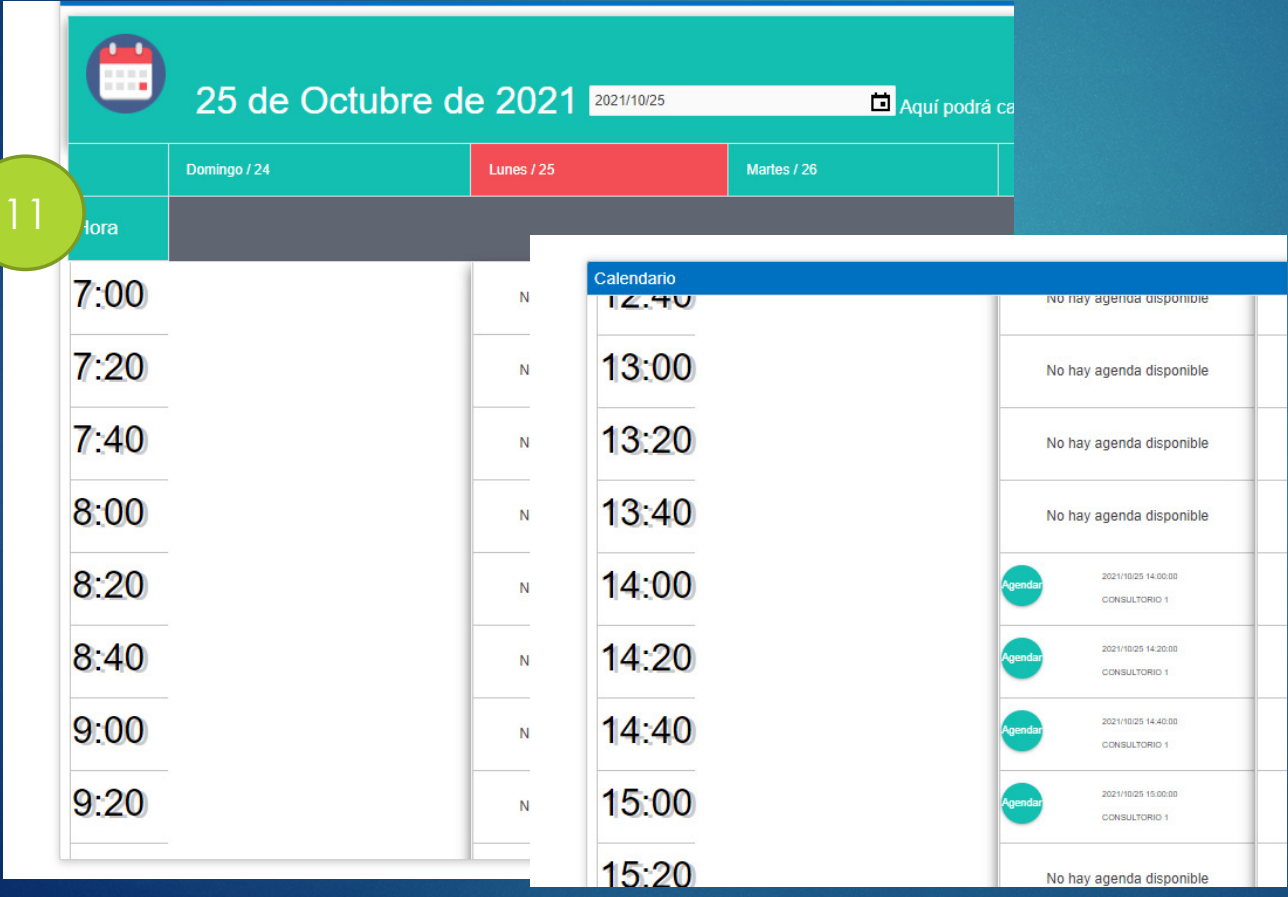 25 de Octubre de 2021 2021/10/25 Aquí podrá
Domingo / 24 Lunes / 25 Martes / 26
11
Hora
7:00 N
7:20 N
7:40 N
8:00 N
8:20 N
8:40 N
9:00 N
9:20 N
Calendario
12:40 No hay agenda disponible
13:00 No hay agenda disponible
13:20 No hay agenda disponible
13:40 No hay agenda disponible
14:00 Agendar 2021/10/25 14:00:00
CONSULTORIO 1
14:20 Agendar 2021/10/25 14:20:00
CONSULTORIO 1
14:40 Agendar 2021/10/25 14:40:00
CONSULTORIO 1
15:00 Agendar 2021/10/25 15:00:00
CONSULTORIO 1
15:20 No hay agenda disponible